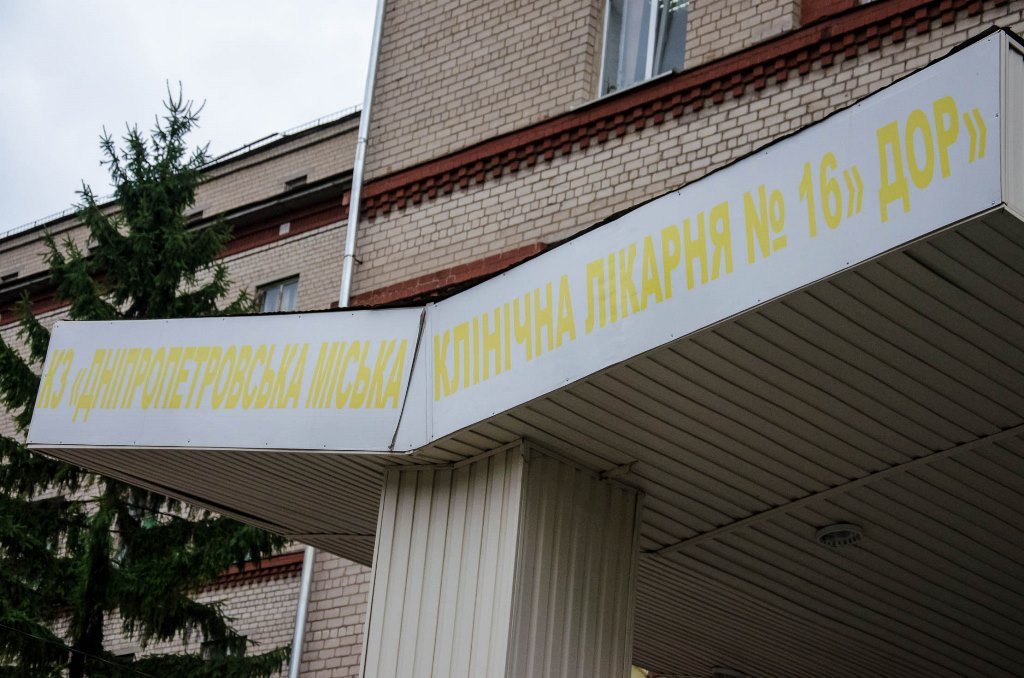 КЗ «ДНІПРОПЕТРОВСЬКА МІСЬКА КЛІНІЧНА ЛІКАРНЯ № 16» ДОР»